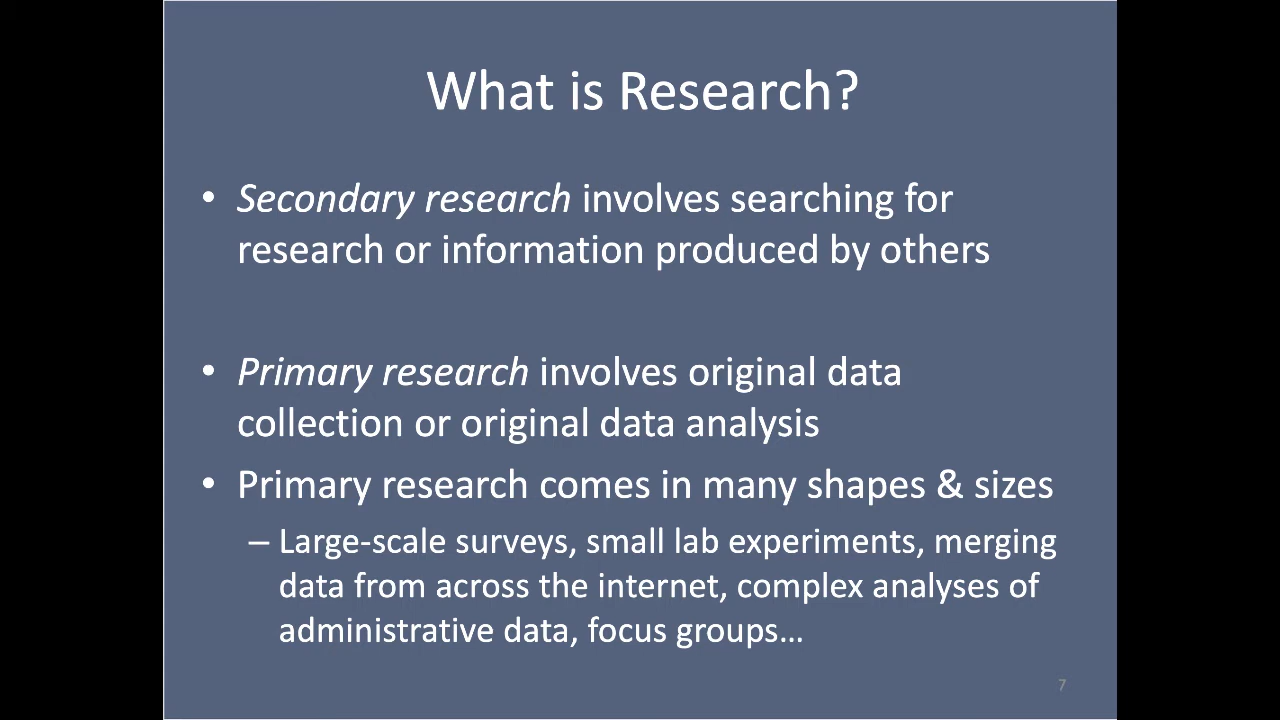 What is Research?
• Secondary research involves searching for
research or information produced by others
• Primary research involves original data
collection or original data analysis
• Primary research comes in many shapes & sizes
– Large-scale surveys, small lab experiments, merging
data from across the internet, complex analyses of
administrative data, focus groups…
7